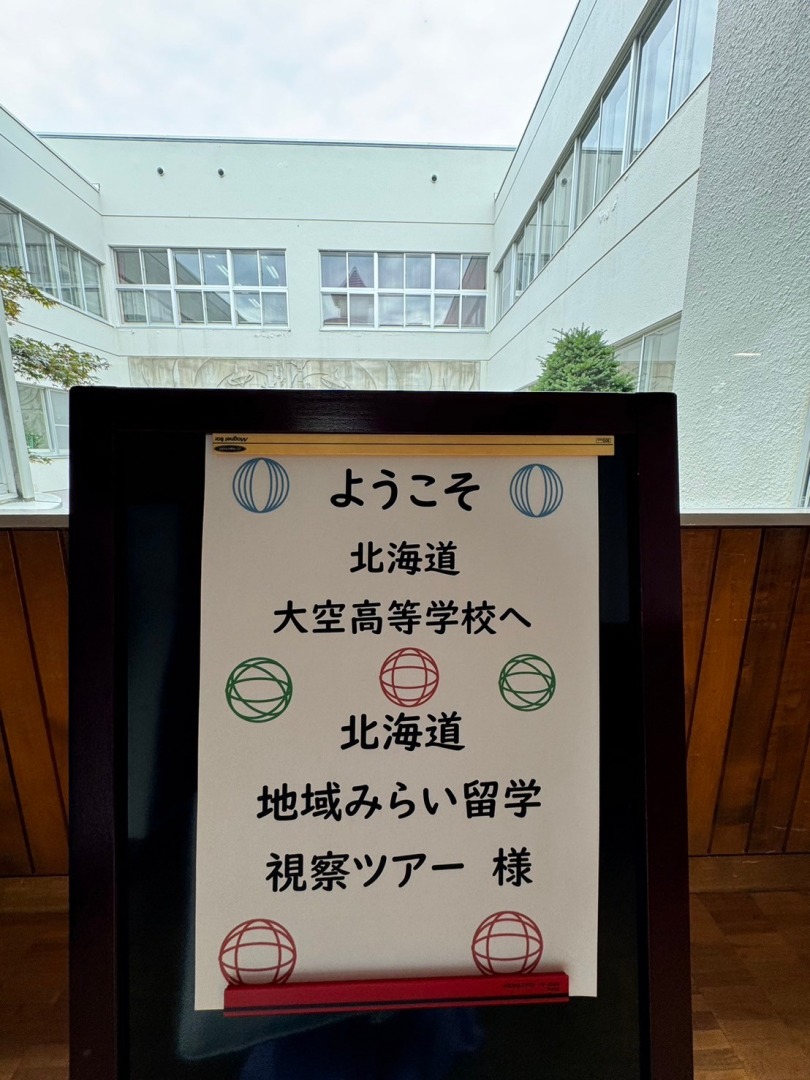 ようこそ
北海道
大空高等学校へ
北海道
地域みらい留学
視察ツアー 様